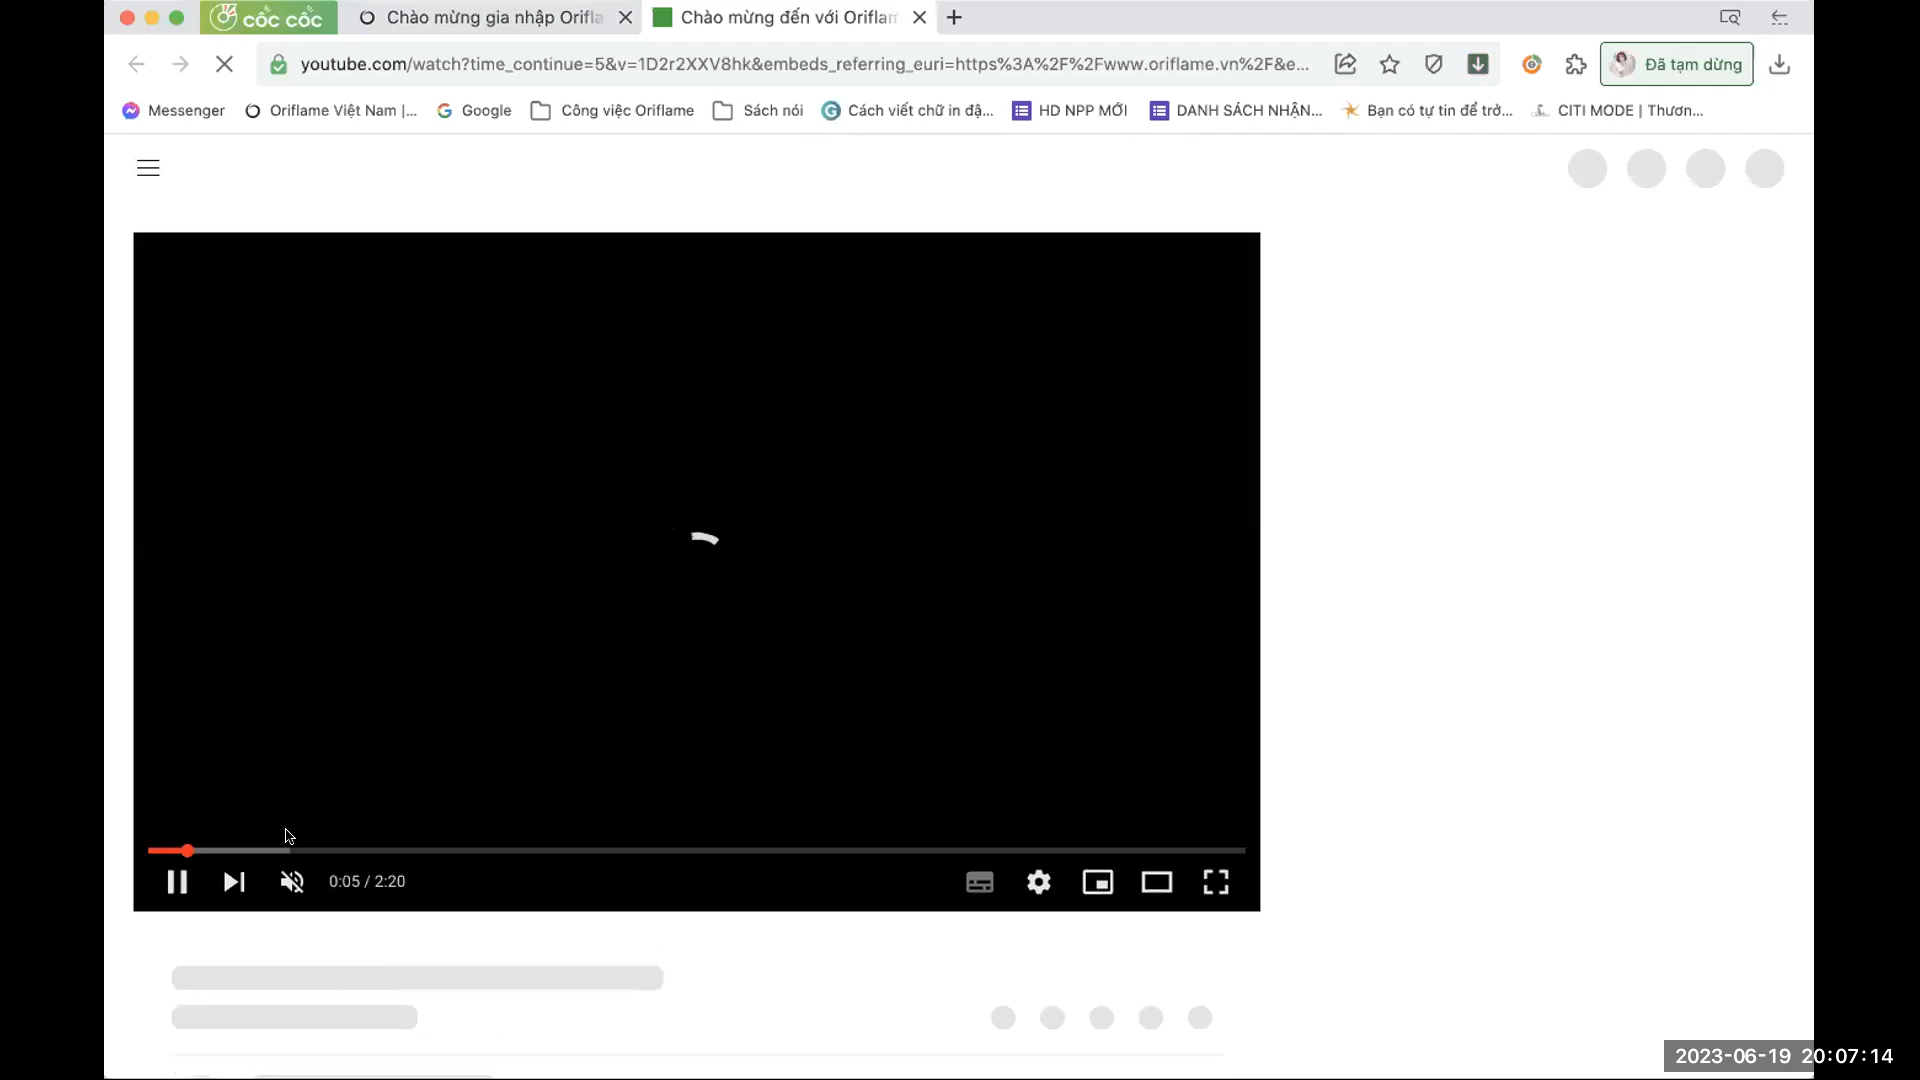 cốc cốc
Chào mừng gia nhập Orifla
Chào mừng đến với Oriflan
youtube.com/watch?time_continue=5&v=1D2r2XXV8hk&embeds_referring_euri=https%3A%2F%2Fwww.oriflame.vn%2F&e...
Đã tạm dừng
Messenger
Oriflame Việt Nam |...
Google
Công việc Oriflame
Sách nói
Cách viết chữ in đậ...
HD NPP MỚI
DANH SÁCH NHẬN...
Bạn có tự tin để trở...
CITI MODE | Thươn...
0:05 / 2:20
2023-06-19 20:07:14